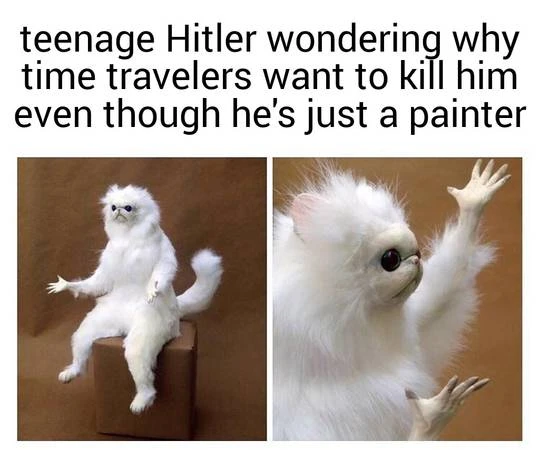 teenage Hitler wondering why
time travelers want to kill him
even though he's just a painter